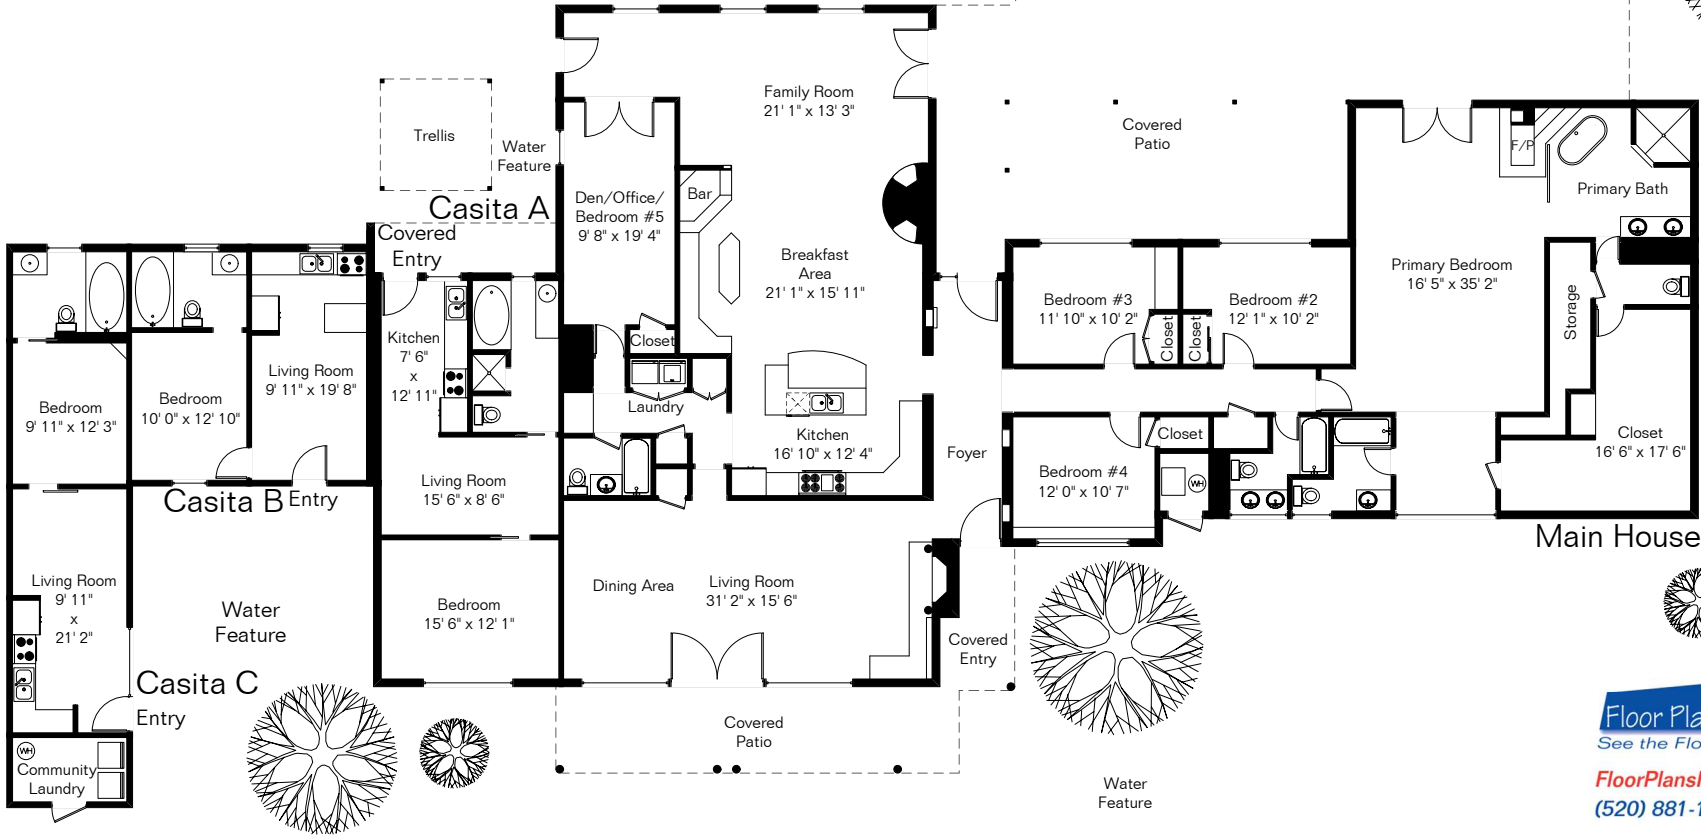 Family Room
21' 1" x 13' 3"
Trellis
Water
Feature
Covered
Patio
F/P
Primary Bath
Den/Office/
Bedroom #5
9' 8" x 19' 4"
Bar
Casita A
Covered
Entry
Breakfast
Area
21' 1" x 15' 11"
Primary Bedroom
16' 5" x 35' 2"
Storage
Bedroom #3
11' 10" x 10' 2"
Closet
Closet
Bedroom #2
12' 1" x 10' 2"
Kitchen
7' 6"
x
12' 11"
Closet
Living Room
9' 11" x 19' 8"
Bedroom
10' 0" x 12' 10"
Bedroom
9' 11" x 12' 3"
Laundry
Kitchen
16' 10" x 12' 4"
Foyer
Closet
Closet
16' 6" x 17' 6"
Bedroom #4
12' 0" x 10' 7"
WH
Living Room
15' 6" x 8' 6"
Casita B
Entry
Main House
Living Room
9' 11"
x
21' 2"
Water
Feature
Bedroom
15' 6" x 12' 1"
Dining Area
Living Room
31' 2" x 15' 6"
Covered
Entry
Casita C
Entry
Covered
Patio
WH
Community
Laundry
Water
Feature
Floor Pla
See the Flo
FloorPlans
(520) 881-1